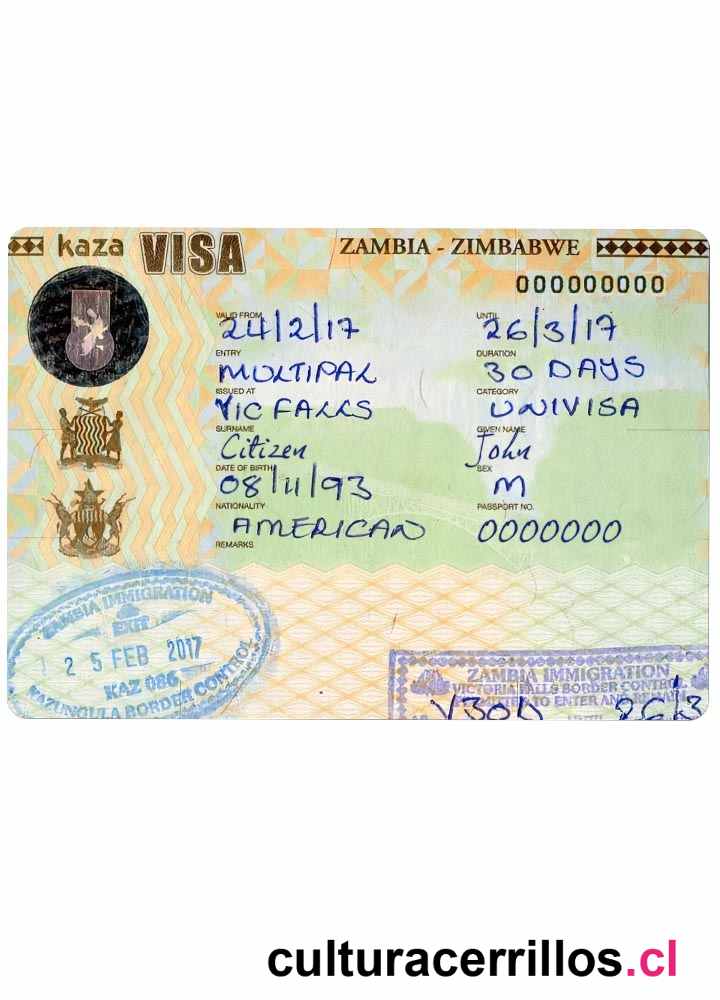 kaza VISA ZAMBIA - ZIMBABWE
000000000
VALID FROM UNTIL
24/2/17 26/3/17
ENTRY DURATION
MULTIPAL 30 DAYS
ISSUED AT CATEGORY
VIC FALLS UNIVISA
SURNAME GIVEN NAME
Citizen John
DATE OF BIRTH SEX
08/11/93 M
NATIONALITY PASSPORT NO.
AMERICAN 0000000
REMARKS
ZAMBIA IMMIGRATION
EXIT
25 FEB 2017
KAZ 086
KAZUNGULA BORDER CONTROL
ZAMBIA IMMIGRATION
VICTORIA FALLS BORDER CONTROL
TO ENTER AND REMAIN
V30D 26/3
culturacerrillos.cl